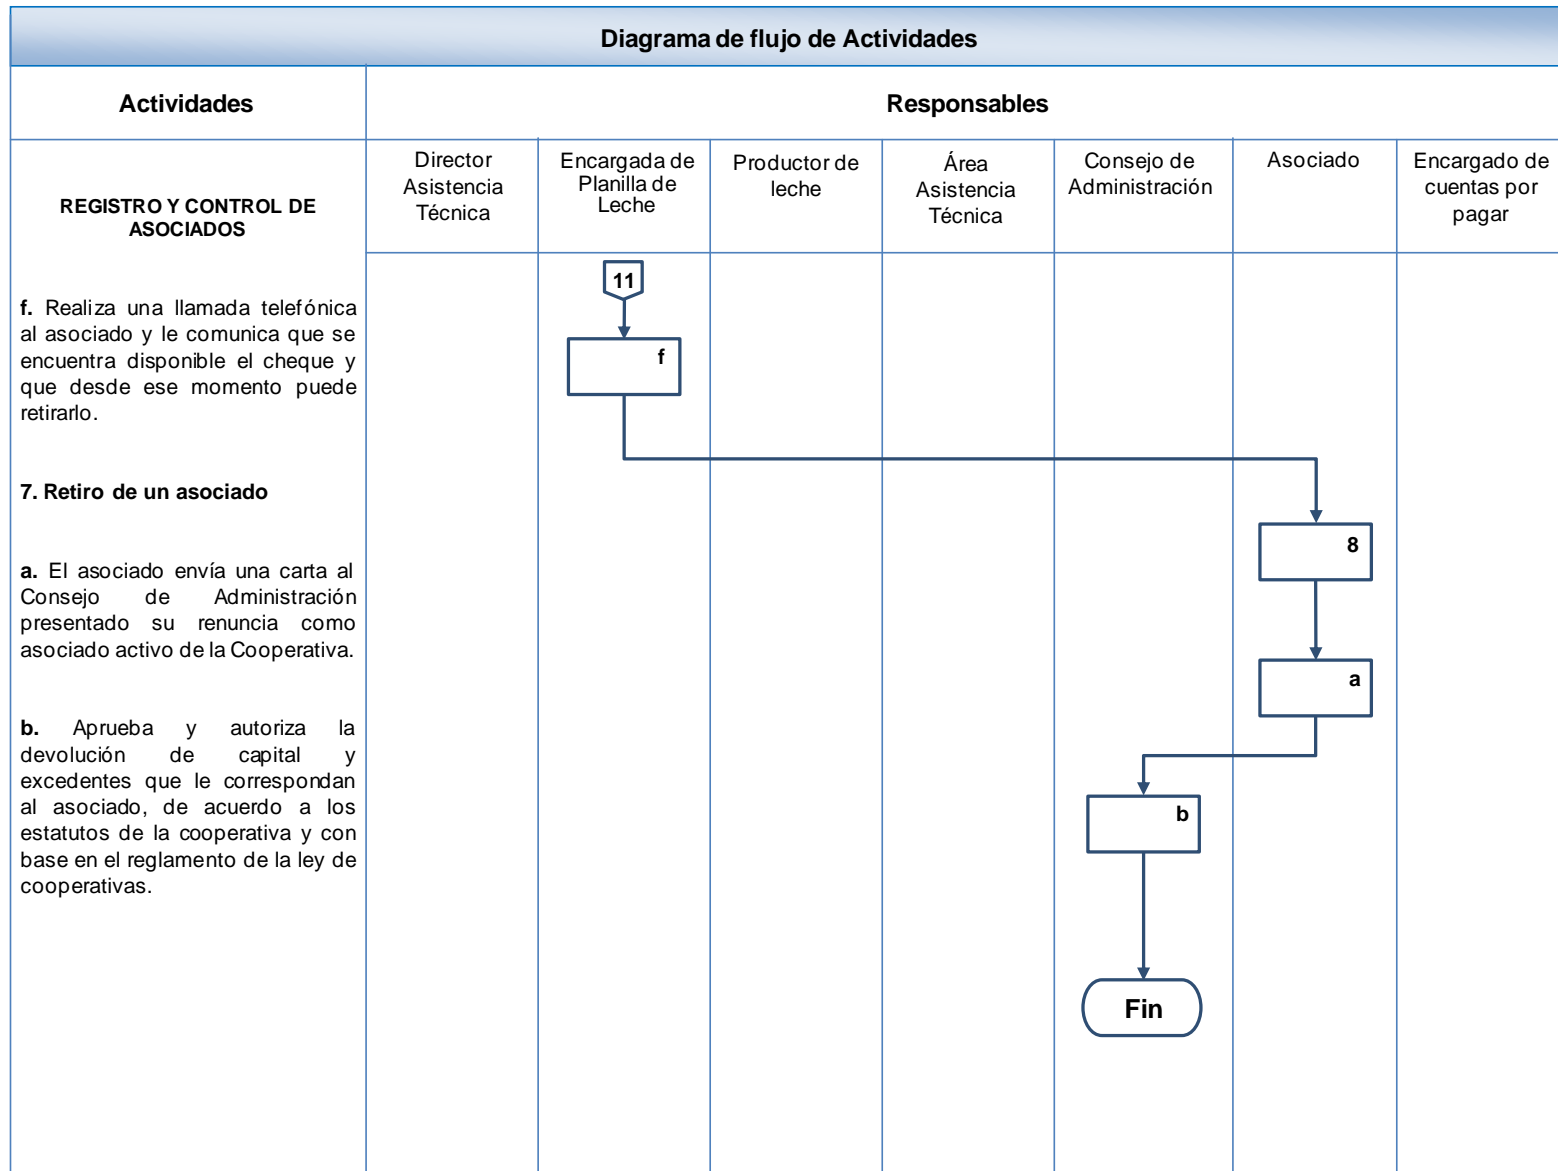 Diagrama de flujo de Actividades
Actividades
Responsables
REGISTRO Y CONTROL DE
ASOCIADOS
Director
Asistencia
Técnica
Encargada de
Planilla de
Leche
Productor de
leche
Área
Asistencia
Técnica
Consejo de
Administración
Asociado
Encargado de
cuentas por
pagar
f. Realiza una llamada telefónica
al asociado y le comunica que se
encuentra disponible el cheque y
que desde ese momento puede
retirarlo.
7. Retiro de un asociado
a. El asociado envía una carta al
Consejo de Administración
presentado su renuncia como
asociado activo de la Cooperativa.
b. Aprueba y autoriza la
devolución de capital y
excedentes que le correspondan
al asociado, de acuerdo a los
estatutos de la cooperativa y con
base en el reglamento de la ley de
cooperativas.
11
f
8
a
b
Fin